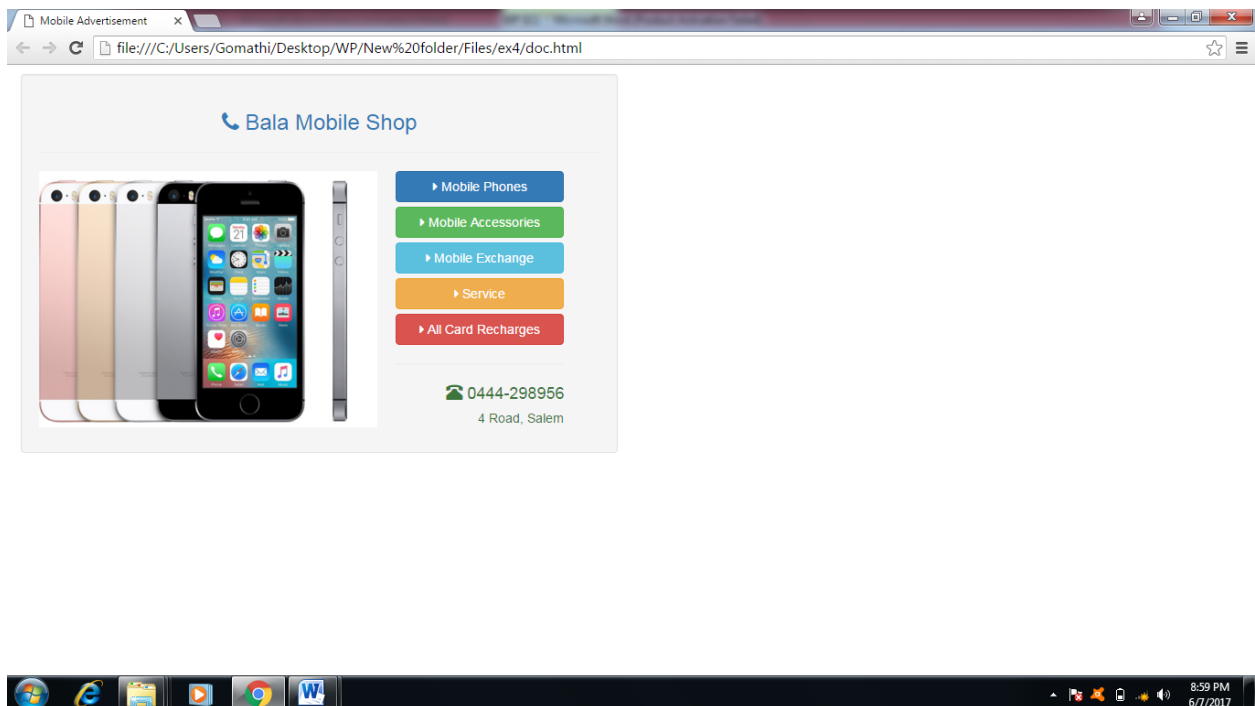 Mobile Advertisement
file:///C:/Users/Gomathi/Desktop/WP/New%20folder/Files/ex4/doc.html
Bala Mobile Shop
Mobile Phones
Mobile Accessories
Mobile Exchange
Service
All Card Recharges
0444-298956
4 Road, Salem
8:59 PM
6/7/2017